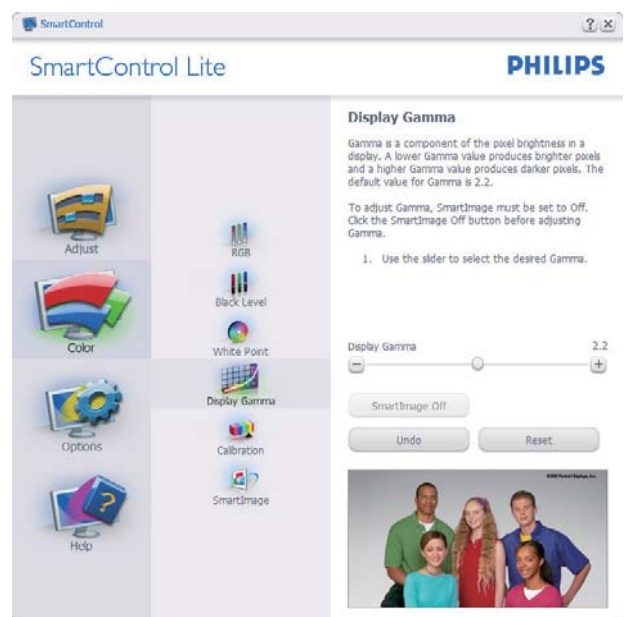 SmartControl
? ×
SmartControl Lite
PHILIPS
Adjust
Color
Options
?
Help
RGB
Black Level
White Point
Display Gamma
Calibration
SmartImage
Display Gamma
Gamma is a component of the pixel brightness in a
display. A lower Gamma value produces brighter pixels
and a higher Gamma value produces darker pixels. The
default value for Gamma is 2.2.
To adjust Gamma, SmartImage must be set to Off.
Click the SmartImage Off button before adjusting
Gamma.
1. Use the slider to select the desired Gamma.
Display Gamma 2.2
SmartImage Off
Undo Reset